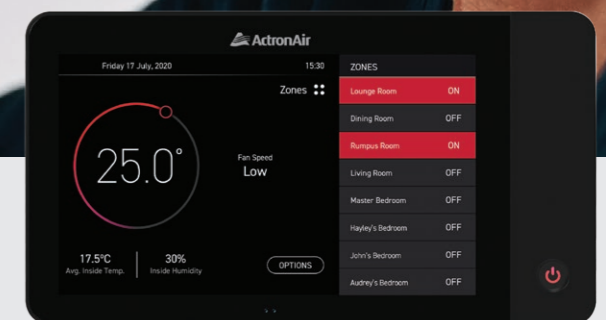 ActronAir
Friday 17 July, 2020
15:30
Zones
25.0°
Fan Speed
Low
17.5°C
Avg. Inside Temp.
30%
Inside Humidity
OPTIONS
ZONES
Lounge Room ON
Dining Room OFF
Rumpus Room ON
Living Room OFF
Master Bedroom OFF
Hayley's Bedroom OFF
John's Bedroom OFF
Audrey's Bedroom OFF